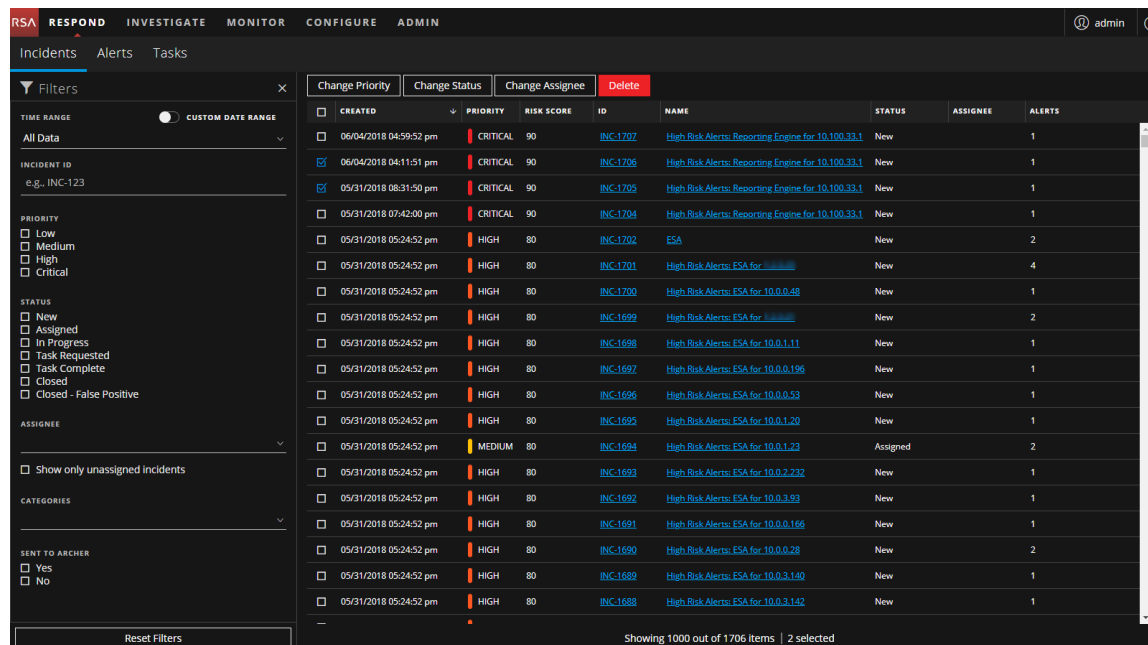 RSA RESPOND INVESTIGATE MONITOR CONFIGURE ADMIN admin
Incidents Alerts Tasks
Filters
TIME RANGE CUSTOM DATE RANGE
All Data
INCIDENT ID
e.g., INC-123
PRIORITY
Low
Medium
High
Critical
STATUS
New
Assigned
In Progress
Task Requested
Task Complete
Closed
Closed - False Positive
ASSIGNEE
Show only unassigned incidents
CATEGORIES
SENT TO ARCHER
Yes
No
Reset Filters
Change Priority Change Status Change Assignee Delete
CREATED PRIORITY RISK SCORE ID NAME STATUS ASSIGNEE ALERTS
06/04/2018 04:59:52 pm CRITICAL 90 INC-1707 High Risk Alerts: Reporting Engine for 10.100.33.1 New 1
06/04/2018 04:11:51 pm CRITICAL 90 INC-1706 High Risk Alerts: Reporting Engine for 10.100.33.1 New 1
05/31/2018 08:31:50 pm CRITICAL 90 INC-1705 High Risk Alerts: Reporting Engine for 10.100.33.1 New 1
05/31/2018 07:42:00 pm CRITICAL 90 INC-1704 High Risk Alerts: Reporting Engine for 10.100.33.1 New 1
05/31/2018 05:24:52 pm HIGH 80 INC-1702 ESA New 2
05/31/2018 05:24:52 pm HIGH 80 INC-1701 High Risk Alerts: ESA for New 4
05/31/2018 05:24:52 pm HIGH 80 INC-1700 High Risk Alerts: ESA for 10.0.0.48 New 1
05/31/2018 05:24:52 pm HIGH 80 INC-1699 High Risk Alerts: ESA for New 2
05/31/2018 05:24:52 pm HIGH 80 INC-1698 High Risk Alerts: ESA for 10.0.1.11 New 1
05/31/2018 05:24:52 pm HIGH 80 INC-1697 High Risk Alerts: ESA for 10.0.0.196 New 1
05/31/2018 05:24:52 pm HIGH 80 INC-1696 High Risk Alerts: ESA for 10.0.0.53 New 1
05/31/2018 05:24:52 pm HIGH 80 INC-1695 High Risk Alerts: ESA for 10.0.1.20 New 1
05/31/2018 05:24:52 pm MEDIUM 80 INC-1694 High Risk Alerts: ESA for 10.0.1.23 Assigned 2
05/31/2018 05:24:52 pm HIGH 80 INC-1693 High Risk Alerts: ESA for 10.0.2.232 New 1
05/31/2018 05:24:52 pm HIGH 80 INC-1692 High Risk Alerts: ESA for 10.0.3.93 New 1
05/31/2018 05:24:52 pm HIGH 80 INC-1691 High Risk Alerts: ESA for 10.0.0.166 New 1
05/31/2018 05:24:52 pm HIGH 80 INC-1690 High Risk Alerts: ESA for 10.0.0.28 New 2
05/31/2018 05:24:52 pm HIGH 80 INC-1689 High Risk Alerts: ESA for 10.0.3.140 New 1
05/31/2018 05:24:52 pm HIGH 80 INC-1688 High Risk Alerts: ESA for 10.0.3.142 New 1
Showing 1000 out of 1706 items | 2 selected